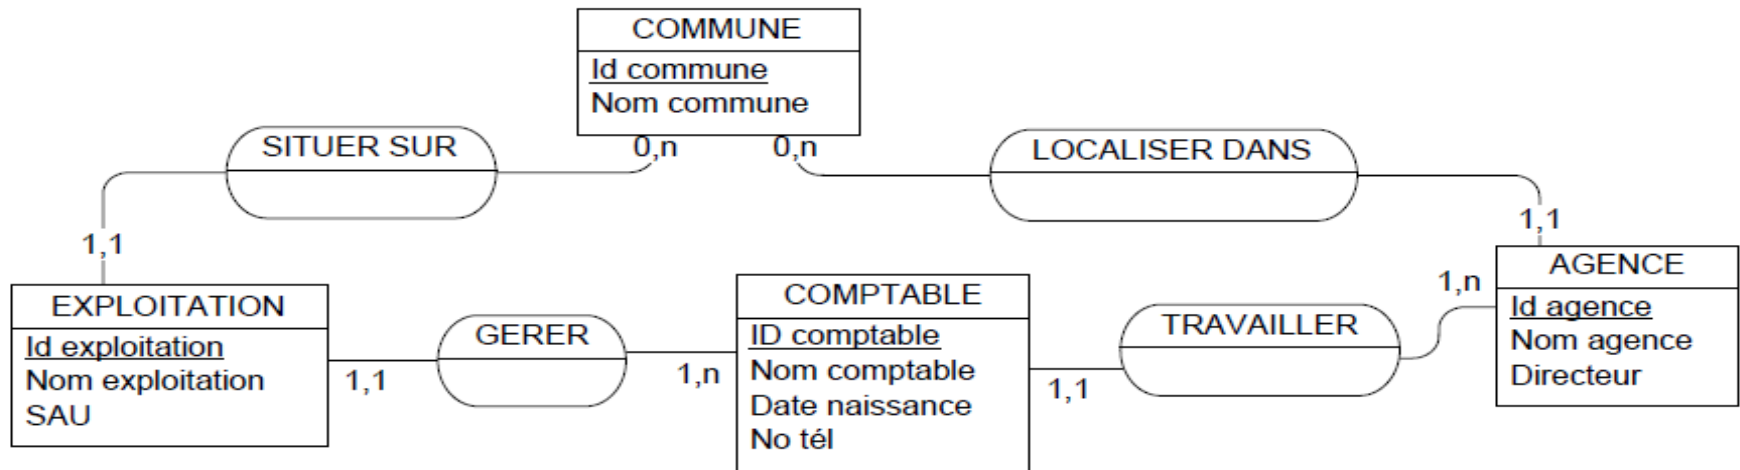 COMMUNE
Id commune
Nom commune
SITUER SUR
0,n
0,n
LOCALISER DANS
1,1
1,1
EXPLOITATION
Id exploitation
Nom exploitation
SAU
1,1
GERER
1,n
COMPTABLE
ID comptable
Nom comptable
Date naissance
No tél
1,1
TRAVAILLER
1,n
AGENCE
Id agence
Nom agence
Directeur